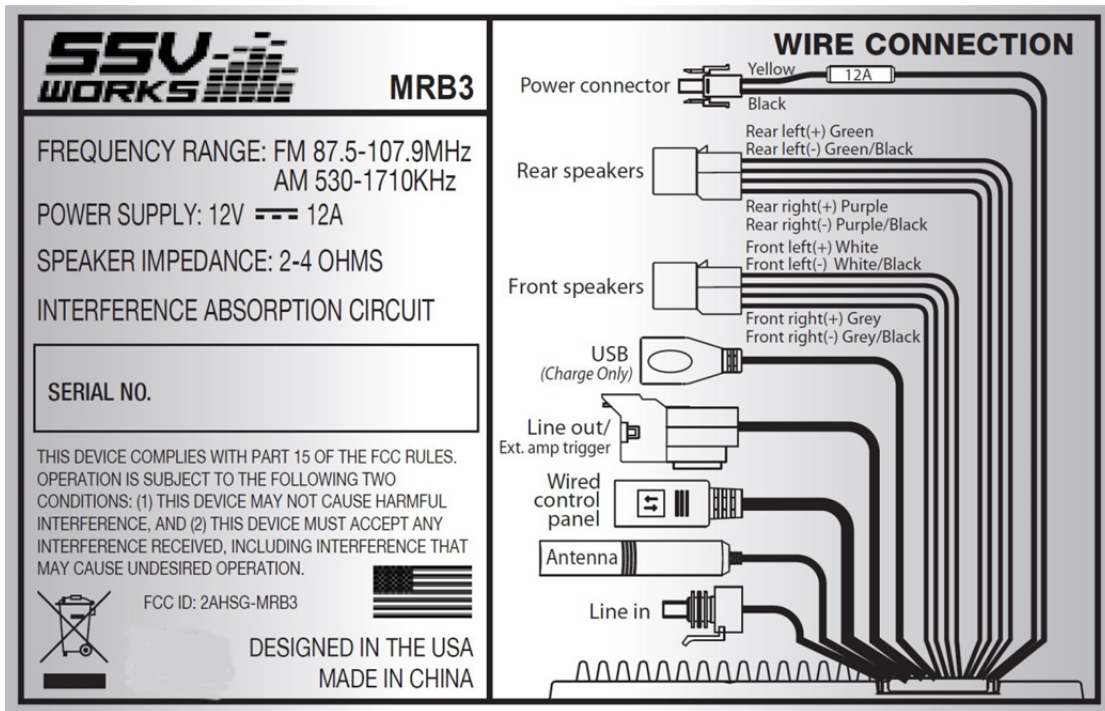 SSV
WORKS
MRB3
FREQUENCY RANGE: FM 87.5-107.9MHz
AM 530-1710KHz
POWER SUPPLY: 12V 12A
SPEAKER IMPEDANCE: 2-4 OHMS
INTERFERENCE ABSORPTION CIRCUIT
SERIAL NO.
THIS DEVICE COMPLIES WITH PART 15 OF THE FCC RULES.
OPERATION IS SUBJECT TO THE FOLLOWING TWO
CONDITIONS: (1) THIS DEVICE MAY NOT CAUSE HARMFUL
INTERFERENCE, AND (2) THIS DEVICE MUST ACCEPT ANY
INTERFERENCE RECEIVED, INCLUDING INTERFERENCE THAT
MAY CAUSE UNDESIRED OPERATION.
FCC ID: 2AHSG-MRB3
DESIGNED IN THE USA
MADE IN CHINA
WIRE CONNECTION
Power connector
Yellow
12A
Black
Rear speakers
Rear left(+) Green
Rear left(-) Green/Black
Rear right(+) Purple
Rear right(-) Purple/Black
Front speakers
Front left(+) White
Front left(-) White/Black
Front right(+) Grey
Front right(-) Grey/Black
USB
(Charge Only)
Line out/
Ext. amp trigger
Wired
control
panel
Antenna
Line in